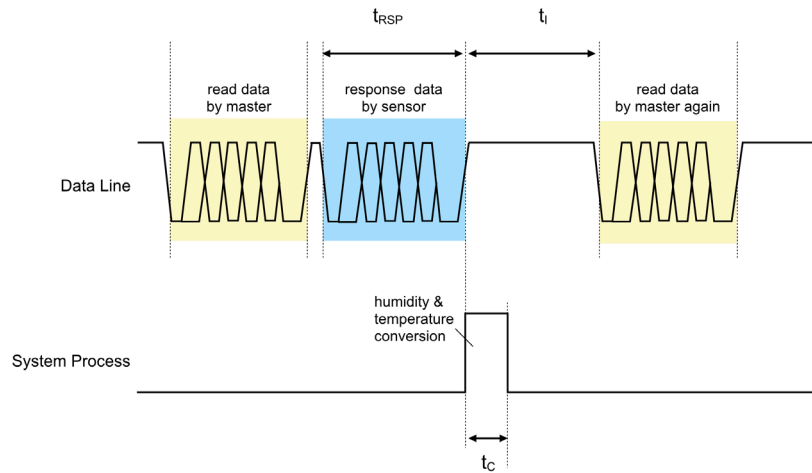 tRSP
tI
read data
by master
response data
by sensor
read data
by master again
Data Line
humidity &
temperature
conversion
System Process
tC